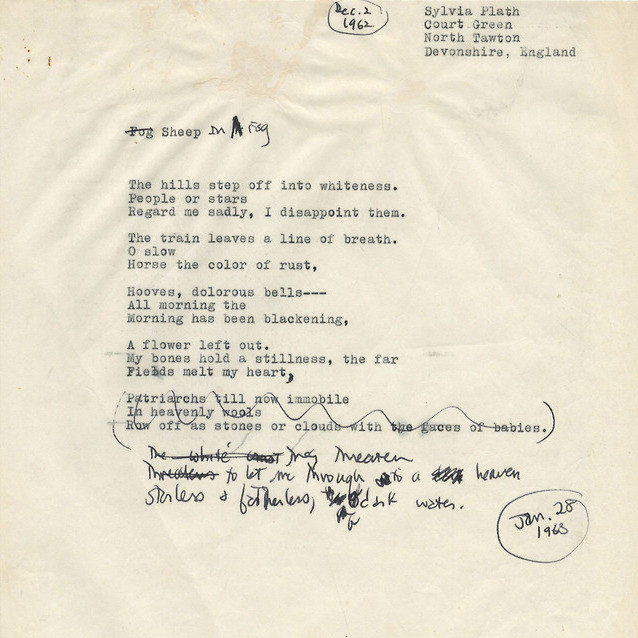 Dec. 2
1962
Sylvia Plath
Court Green
North Tawton
Devonshire, England
Fog Sheep In A Fog
The hills step off into whiteness.
People or stars
Regard me sadly, I disappoint them.
The train leaves a line of breath.
O slow
Horse the color of rust,
Hooves, dolorous bells---
All morning the
Morning has been blackening,
A flower left out.
My bones hold a stillness, the far
Fields melt my heart,
Patriarchs till now immobile
In heavenly wools
Row off as stones or clouds with the faces of babies.
The white They threaten
Threatens to let me through to a heaven
starless & fatherless, dark water.
Jan. 28
1963